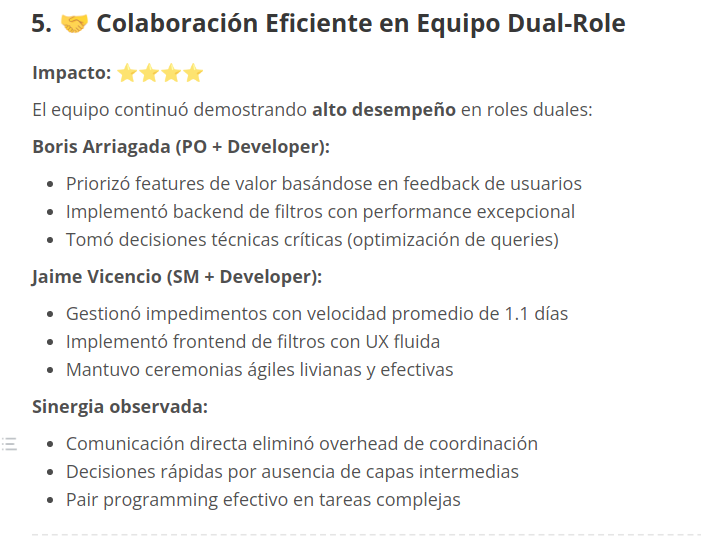 5. 🤝 Colaboración Eficiente en Equipo Dual-Role
Impacto: ⭐⭐⭐⭐
El equipo continuó demostrando alto desempeño en roles duales:
Boris Arriagada (PO + Developer):
• Priorizó features de valor basándose en feedback de usuarios
• Implementó backend de filtros con performance excepcional
• Tomó decisiones técnicas críticas (optimización de queries)
Jaime Vicencio (SM + Developer):
• Gestionó impedimentos con velocidad promedio de 1.1 días
• Implementó frontend de filtros con UX fluida
• Mantuvo ceremonias ágiles livianas y efectivas
Sinergia observada:
• Comunicación directa eliminó overhead de coordinación
• Decisiones rápidas por ausencia de capas intermedias
• Pair programming efectivo en tareas complejas